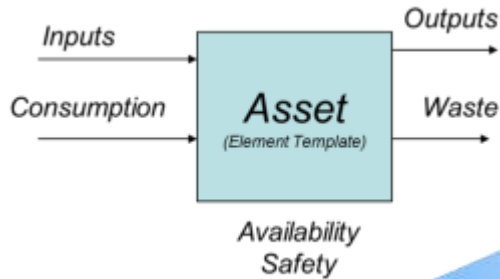 Inputs
Outputs
Consumption
Asset
(Element Template)
Waste
Availability
Safety